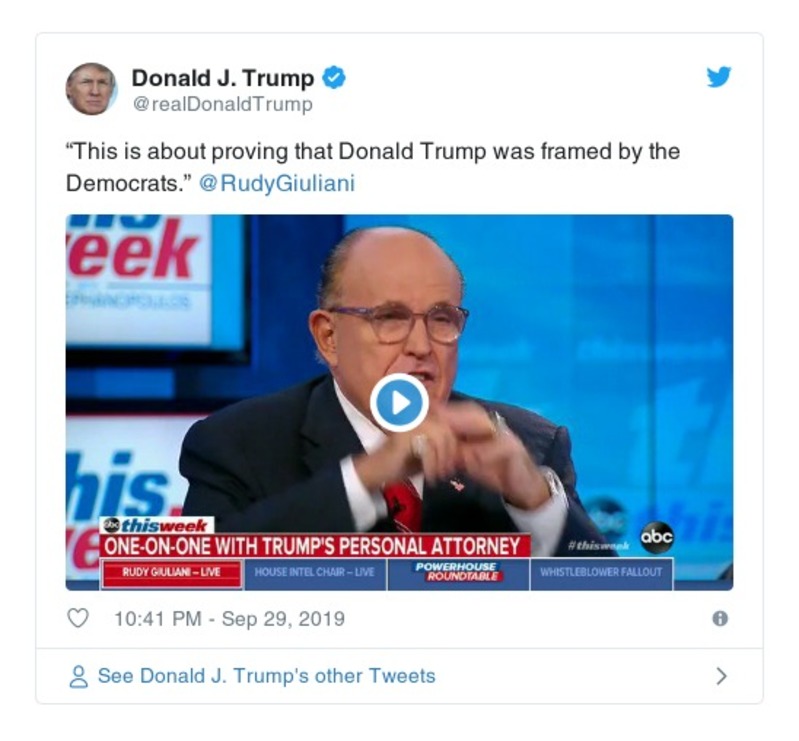 Donald J. Trump
@realDonaldTrump
“This is about proving that Donald Trump was framed by the
Democrats.” @RudyGiuliani
eek
his
abc thisweek
ONE-ON-ONE WITH TRUMP'S PERSONAL ATTORNEY
#thisweek
abc
RUDY GIULIANI – LIVE
HOUSE INTEL CHAIR – LIVE
POWERHOUSE
ROUNDTABLE
WHISTLEBLOWER FALLOUT
10:41 PM - Sep 29, 2019
See Donald J. Trump's other Tweets